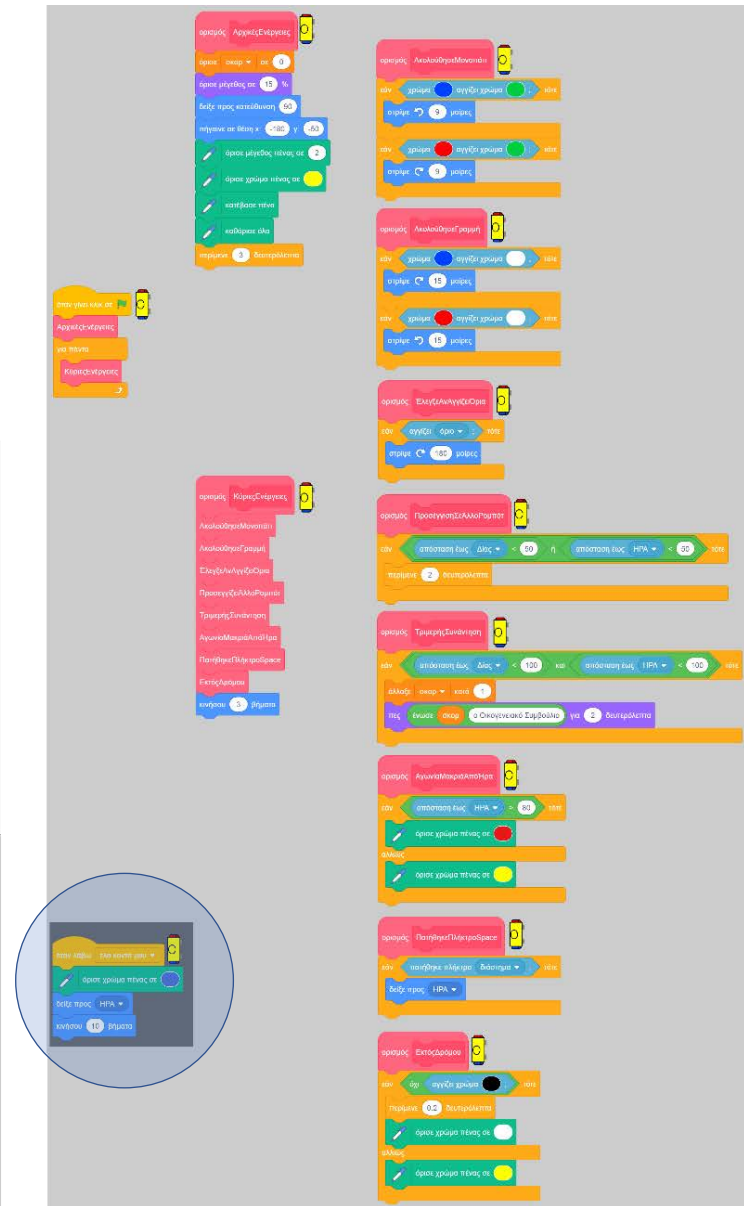 ορισμός ΑρχικέςΕνέργειες
όρισε σκορ σε 0
όρισε μέγεθος σε 15 %
δείξε προς κατεύθυνση 90
πήγαινε σε θέση x: -180 y:
όρισε μέγεθος πένας σε 2
όρισε χρώμα πένας σε
κατέβασε πένα
καθάρισε όλα
περίμενε 3 δευτερόλεπτα
όταν γίνει κλικ σε
ΑρχικέςΕνέργειες
για πάντα
ΚύριεςΕνέργειες
ορισμός ΚύριεςΕνέργειες
ΑκολούθησεΜονοπάτι
ΑκολούθησεΓραμμή
ΈλεγξεΑνΑγγίζειΌρια
ΠροσεγγίζειΆλλοΡομπότ
ΤριμερήςΣυνάντηση
ΑγωνίαΜακριάΑπόΉρα
ΠατήθηκεΠλήκτροSpace
ΕκτόςΔρόμου
κινήσου 3 βήματα
όρισε χρώμα πένας σε
δείξε προς ΗΡΑ
κινήσου 10 βήματα
ορισμός ΑκολούθησεΜονοπάτι
εάν χρώμα αγγίζει χρώμα ; τότε
στρίψε 9 μοίρες
εάν χρώμα αγγίζει χρώμα ; τότε
στρίψε 9 μοίρες
ορισμός ΑκολούθησεΓραμμή
εάν χρώμα αγγίζει χρώμα ; τότε
στρίψε 15 μοίρες
εάν χρώμα αγγίζει χρώμα ; τότε
στρίψε 15 μοίρες
ορισμός ΈλεγξεΑνΑγγίζειΌρια
εάν αγγίζει όριο ; τότε
στρίψε 180 μοίρες
ορισμός ΠροσέγγισηΣεΆλλοΡομπότ
εάν απόσταση έως Δίας < 50 ή απόσταση έως ΗΡΑ < 50 τότε
περίμενε 2 δευτερόλεπτα
ορισμός ΤριμερήςΣυνάντηση
εάν απόσταση έως Δίας < 100 και απόσταση έως ΗΡΑ < 100 τότε
άλλαξε σκορ κατά 1
πες ένωσε σκορ ο Οικογενειακό Συμβούλιο για 2 δευτερόλεπτα
ορισμός ΑγωνίαΜακριάΑπόΉρα
εάν απόσταση έως ΗΡΑ > 80 τότε
όρισε χρώμα πένας σε
αλλιώς
όρισε χρώμα πένας σε
ορισμός ΠατήθηκεΠλήκτροSpace
εάν πατήθηκε πλήκτρο διάστημα ; τότε
δείξε προς ΗΡΑ
ορισμός ΕκτόςΔρόμου
εάν όχι αγγίζει χρώμα ; τότε
περίμενε 0.2 δευτερόλεπτα
όρισε χρώμα πένας σε
αλλιώς
όρισε χρώμα πένας σε